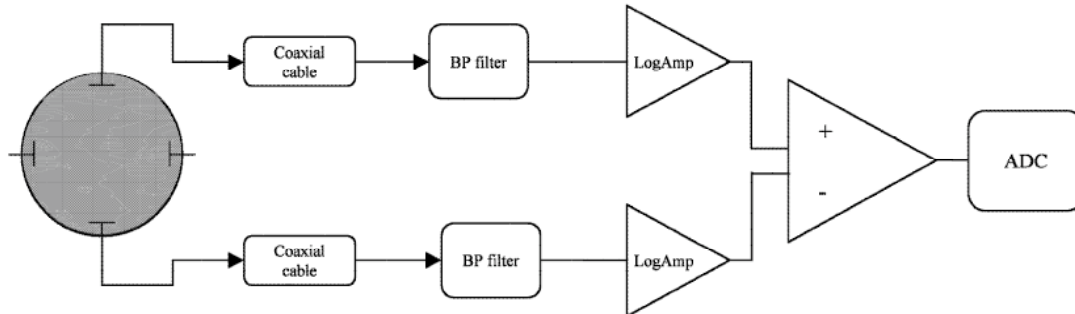 Coaxial
cable
BP filter
LogAmp
+
-
ADC
Coaxial
cable
BP filter
LogAmp